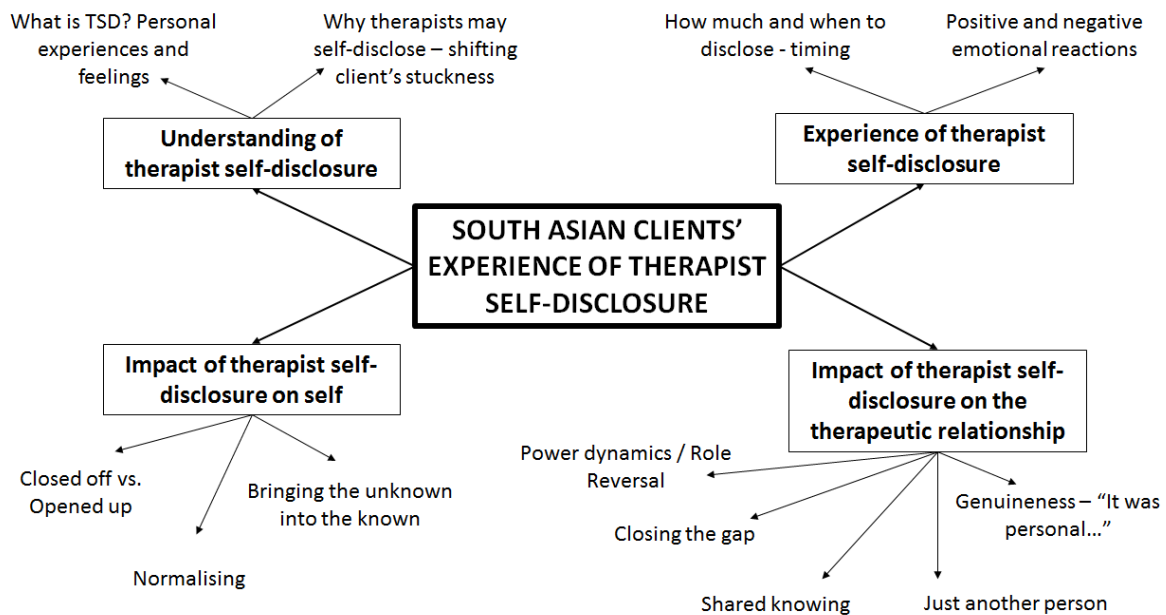 What is TSD? Personal
experiences and
feelings
Why therapists may
self-disclose – shifting
client's stuckness
How much and when to
disclose - timing
Positive and negative
emotional reactions
Understanding of
therapist self-disclosure
Experience of therapist
self-disclosure
SOUTH ASIAN CLIENTS'
EXPERIENCE OF THERAPIST
SELF-DISCLOSURE
Impact of therapist self-
disclosure on self
Impact of therapist self-
disclosure on the
therapeutic relationship
Closed off vs.
Opened up
Bringing the unknown
into the known
Normalising
Power dynamics / Role
Reversal
Closing the gap
Genuineness – “It was
personal...”
Shared knowing
Just another person